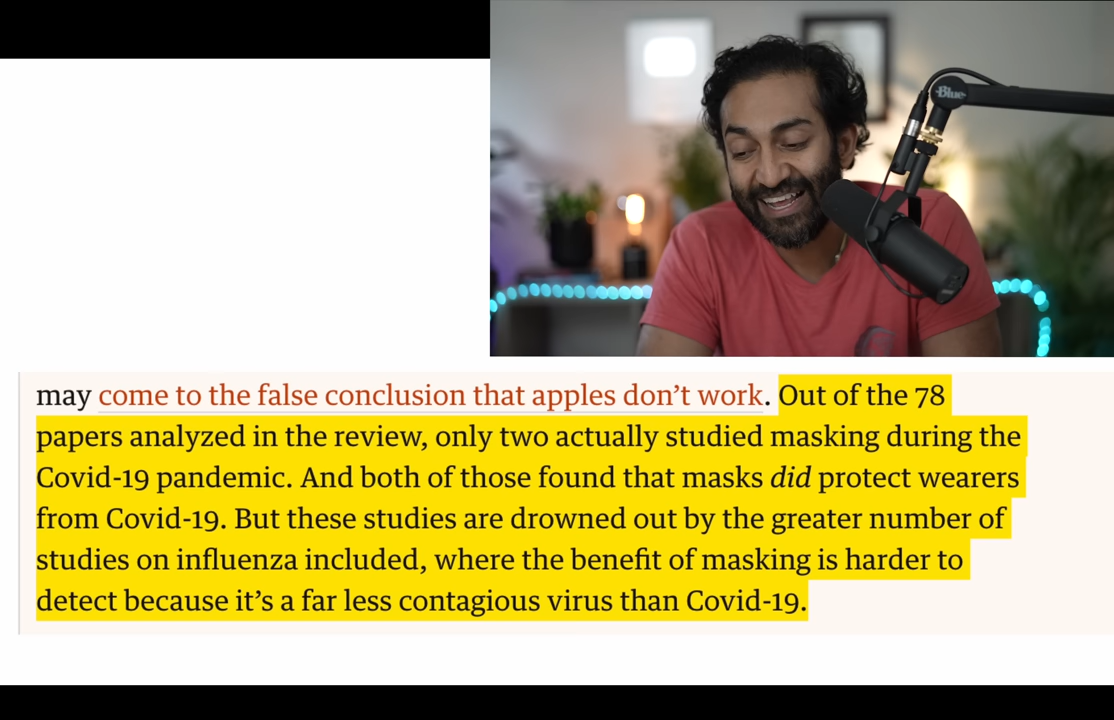 Blue
may come to the false conclusion that apples don’t work. Out of the 78
papers analyzed in the review, only two actually studied masking during the
Covid-19 pandemic. And both of those found that masks did protect wearers
from Covid-19. But these studies are drowned out by the greater number of
studies on influenza included, where the benefit of masking is harder to
detect because it’s a far less contagious virus than Covid-19.